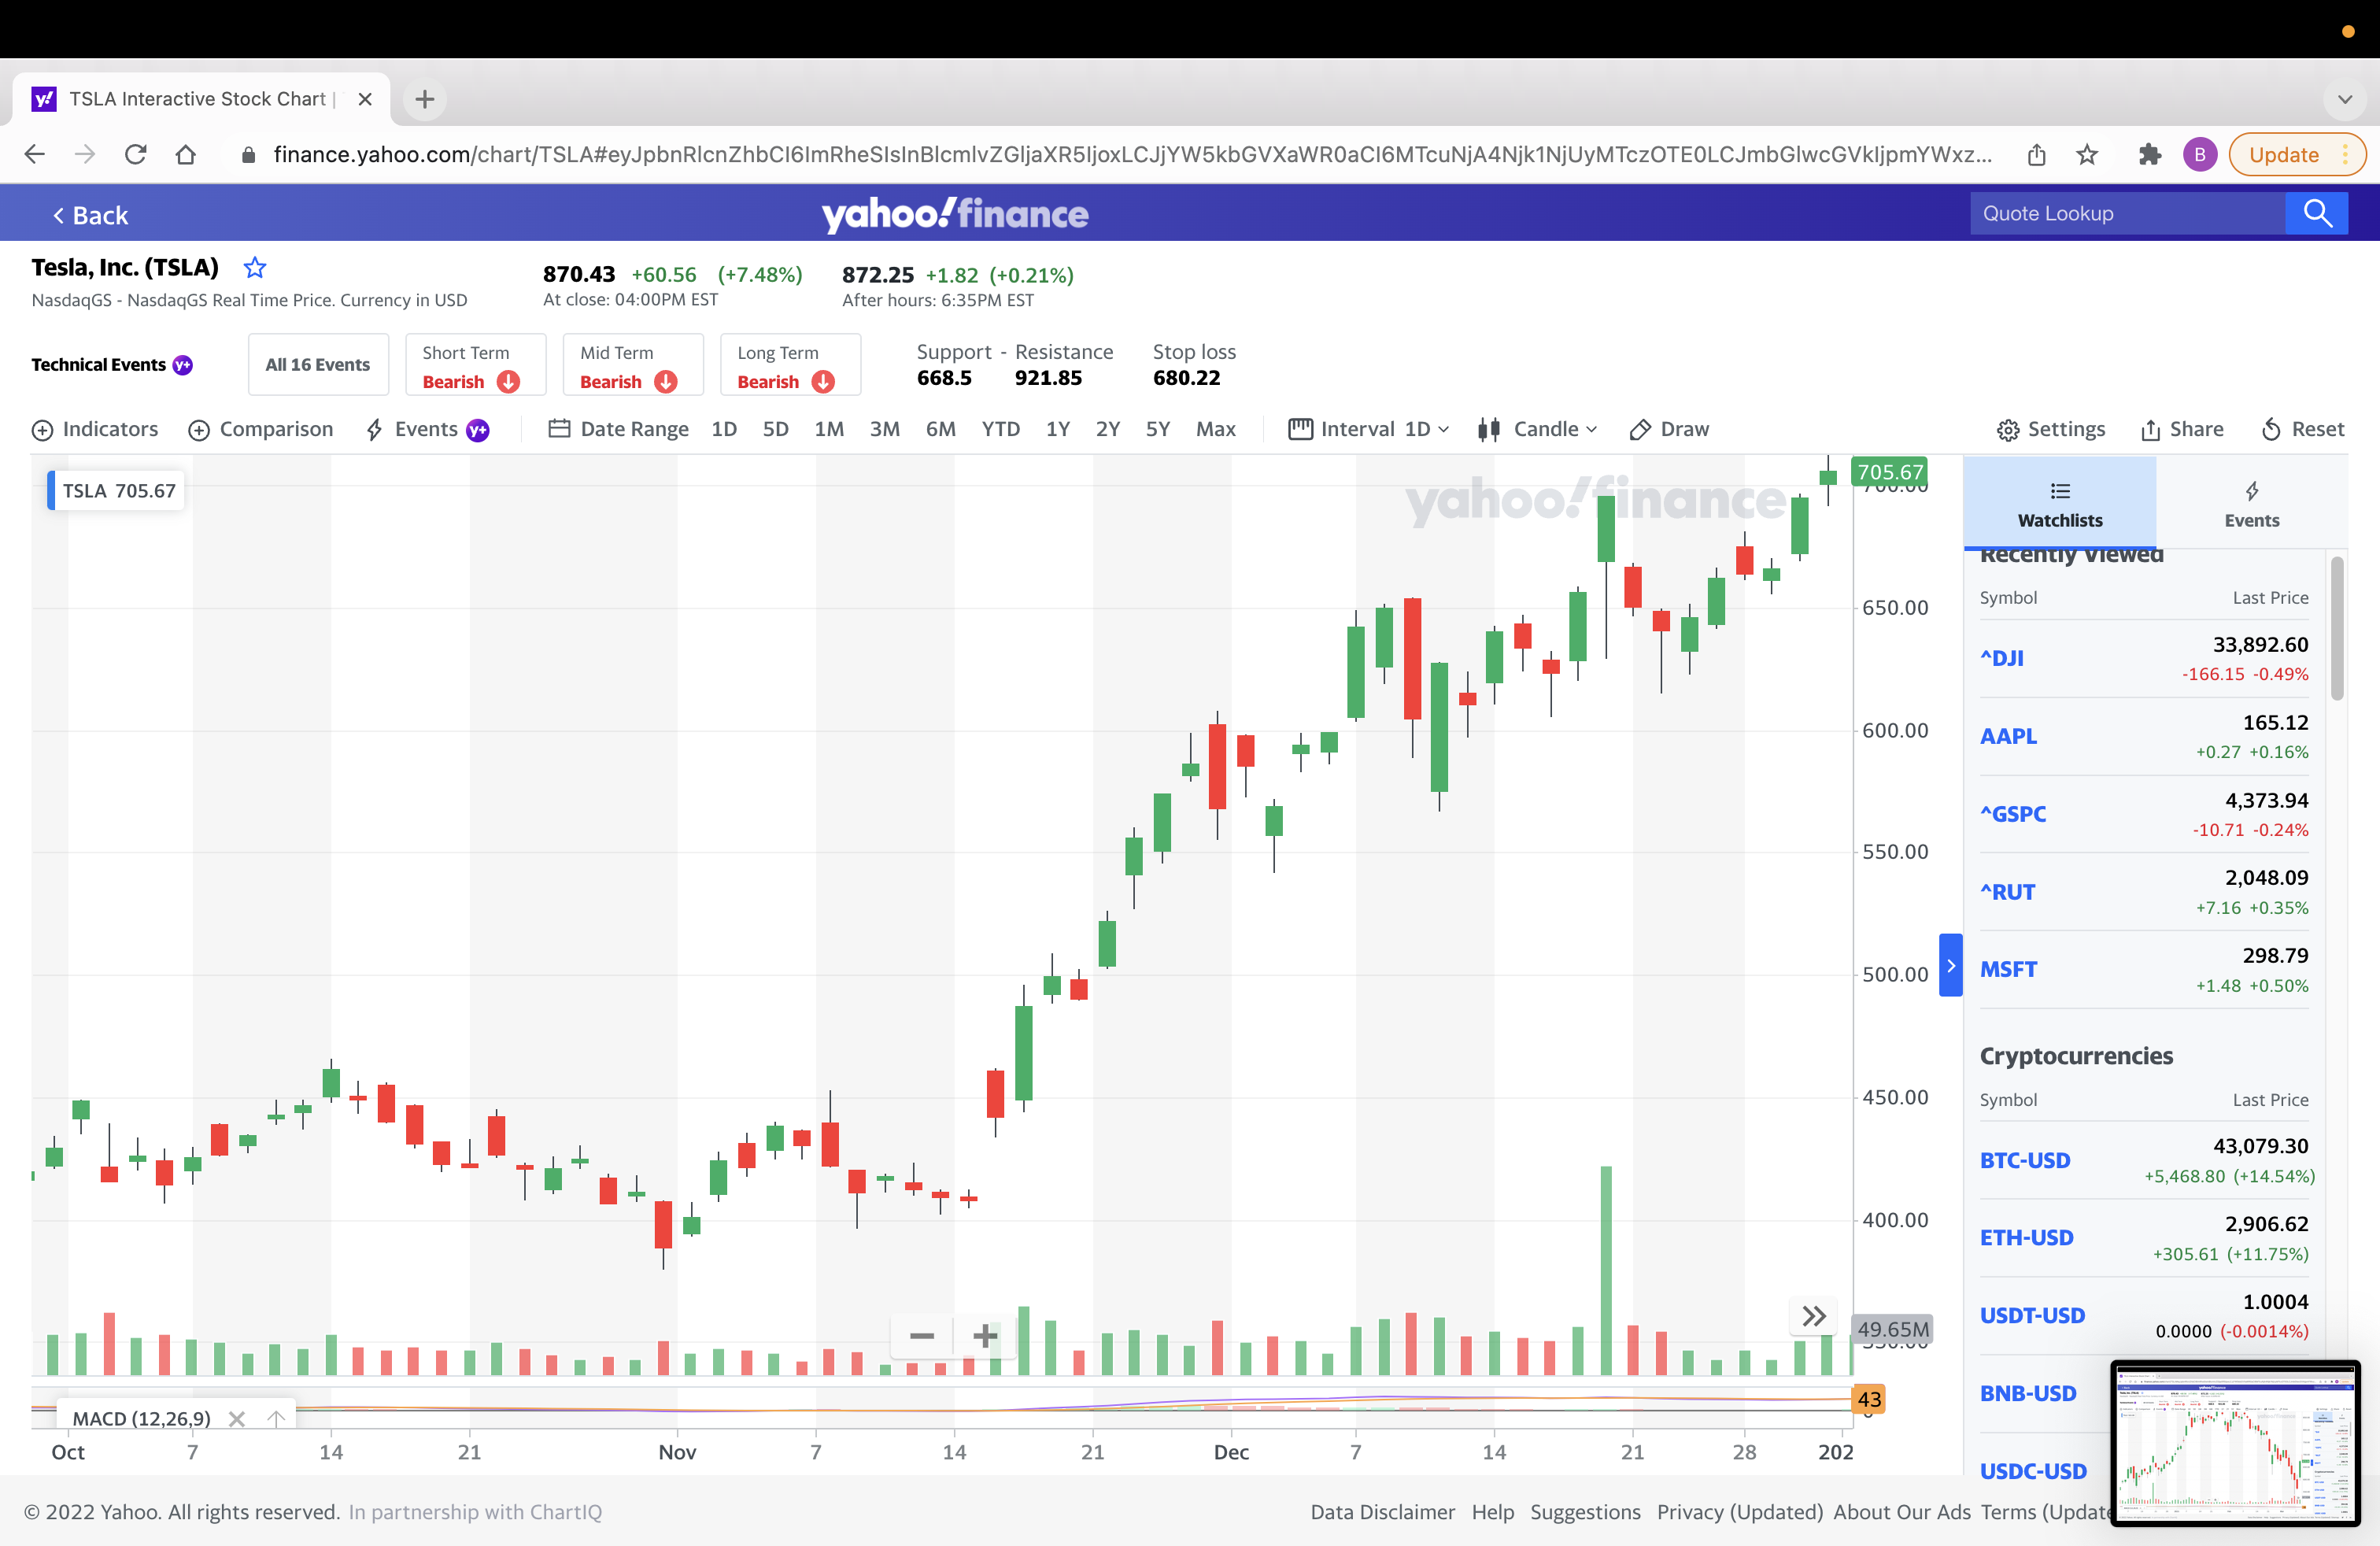 TSLA Interactive Stock Chart |
finance.yahoo.com/chart/TSLA#eyJpbnRlcnZhbCI6ImRheSIsInBlcmlvZGljaXR5IjoxLCJjYW5kbGVXaWR0aCI6MTcuNjA4Njk1NjUyMTczOTE0LCJmbGlwcGVkIjpmYWxz...
B
Update
Back
yahoo!finance
Quote Lookup
Tesla, Inc. (TSLA)
NasdaqGS - NasdaqGS Real Time Price. Currency in USD
870.43 +60.56 (+7.48%)
At close: 04:00PM EST
872.25 +1.82 (+0.21%)
After hours: 6:35PM EST
Technical Events y+
All 16 Events
Short Term
Bearish
Mid Term
Bearish
Long Term
Bearish
Support - Resistance
668.5 921.85
Stop loss
680.22
Indicators Comparison Events y+ Date Range 1D 5D 1M 3M 6M YTD 1Y 2Y 5Y Max Interval 1D Candle Draw Settings Share Reset
TSLA 705.67
yahoo!finance
705.67
700.00
650.00
600.00
550.00
500.00
450.00
400.00
49.65M
350.00
MACD (12,26,9)
43
0
Oct 7 14 21 Nov 7 14 21 Dec 7 14 21 28 202
Watchlists
Events
Recently Viewed
Symbol Last Price
^DJI 33,892.60
-166.15 -0.49%
AAPL 165.12
+0.27 +0.16%
^GSPC 4,373.94
-10.71 -0.24%
^RUT 2,048.09
+7.16 +0.35%
MSFT 298.79
+1.48 +0.50%
Cryptocurrencies
Symbol Last Price
BTC-USD 43,079.30
+5,468.80 (+14.54%)
ETH-USD 2,906.62
+305.61 (+11.75%)
USDT-USD 1.0004
0.0000 (-0.0014%)
BNB-USD
USDC-USD
© 2022 Yahoo. All rights reserved. In partnership with ChartIQ
Data Disclaimer Help Suggestions Privacy (Updated) About Our Ads Terms (Update